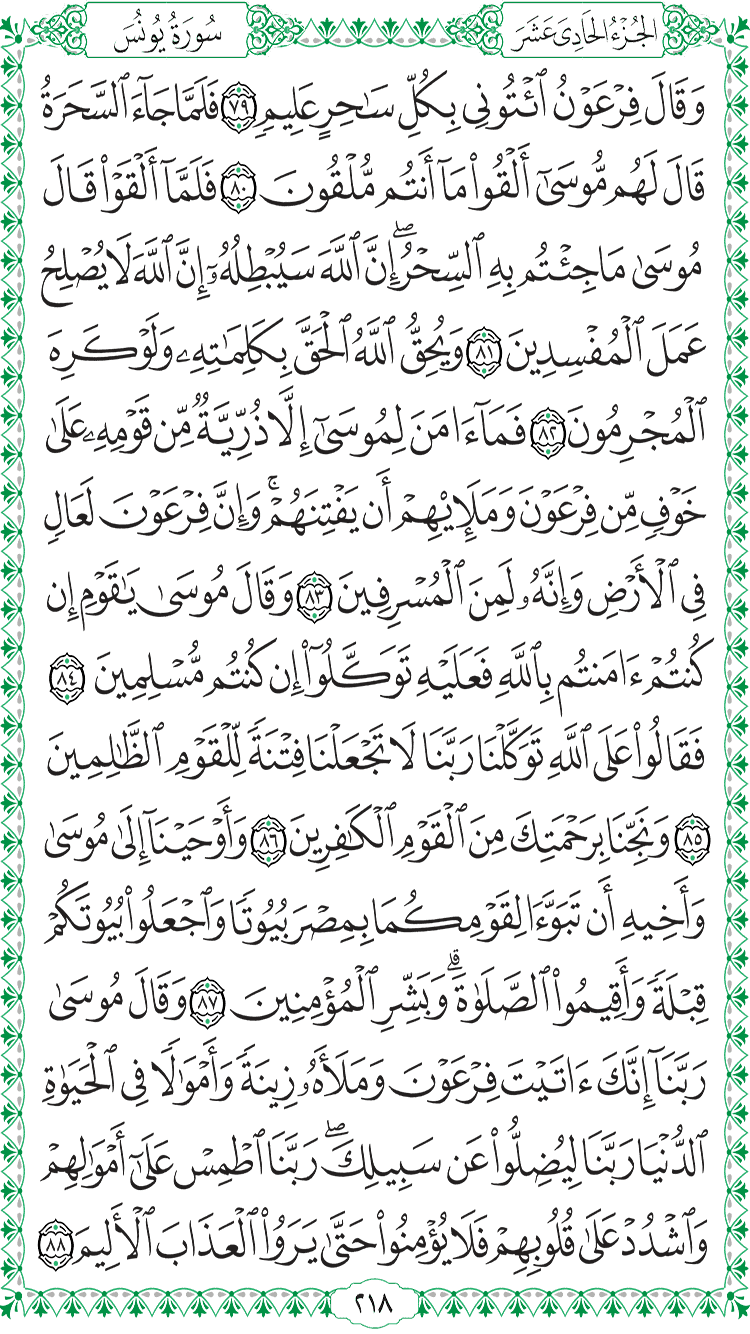 الجُزْءُ الحَادِىَ عَشَرَ
سُورَةُ يُونُسَ
وَقَالَ فِرْعَوْنُ ٱئْتُونِي بِكُلِّ سَٰحِرٍ عَلِيمٖ ٧٩ فَلَمَّا جَآءَ ٱلسَّحَرَةُ
قَالَ لَهُم مُّوسَىٰٓ أَلْقُوا۟ مَآ أَنتُم مُّلْقُونَ ٨٠ فَلَمَّآ أَلْقَوْا۟ قَالَ
مُوسَىٰ مَا جِئْتُم بِهِ ٱلسِّحْرُۖ إِنَّ ٱللَّهَ سَيُبْطِلُهُۥٓ إِنَّ ٱللَّهَ لَا يُصْلِحُ
عَمَلَ ٱلْمُفْسِدِينَ ٨١ وَيُحِقُّ ٱللَّهُ ٱلْحَقَّ بِكَلِمَٰتِهِۦ وَلَوْ كَرِهَ
ٱلْمُجْرِمُونَ ٨٢ فَمَآ ءَامَنَ لِمُوسَىٰٓ إِلَّا ذُرِّيَّةٌ مِّن قَوْمِهِۦ عَلَىٰ
خَوْفٍ مِّن فِرْعَوْنَ وَمَلَإِي۟هِمْ أَن يَفْتِنَهُمْۚ وَإِنَّ فِرْعَوْنَ لَعَالٍ
فِي ٱلْأَرْضِ وَإِنَّهُۥ لَمِنَ ٱلْمُسْرِفِينَ ٨٣ وَقَالَ مُوسَىٰ يَٰقَوْمِ إِن
كُنتُمْ ءَامَنتُم بِٱللَّهِ فَعَلَيْهِ تَوَكَّلُوٓا۟ إِن كُنتُم مُّسْلِمِينَ ٨٤
فَقَالُوا۟ عَلَى ٱللَّهِ تَوَكَّلْنَا رَبَّنَا لَا تَجْعَلْنَا فِتْنَةً لِّلْقَوْمِ ٱلظَّٰلِمِينَ
٨٥ وَنَجِّنَا بِرَحْمَتِكَ مِنَ ٱلْقَوْمِ ٱلْكَٰفِرِينَ ٨٦ وَأَوْحَيْنَآ إِلَىٰ مُوسَىٰ
وَأَخِيهِ أَن تَبَوَّءَا لِقَوْمِكُمَا بِمِصْرَ بُيُوتًا وَٱجْعَلُوا۟ بُيُوتَكُمْ
قِبْلَةً وَأَقِيمُوا۟ ٱلصَّلَوٰةَۗ وَبَشِّرِ ٱلْمُؤْمِنِينَ ٨٧ وَقَالَ مُوسَىٰ
رَبَّنَآ إِنَّكَ ءَاتَيْتَ فِرْعَوْنَ وَمَلَأَهُۥ زِينَةً وَأَمْوَٰلًا فِي ٱلْحَيَوٰةِ
ٱلدُّنْيَا رَبَّنَا لِيُضِلُّوا۟ عَن سَبِيلِكَۖ رَبَّنَا ٱطْمِسْ عَلَىٰٓ أَمْوَٰلِهِمْ
وَٱشْدُدْ عَلَىٰ قُلُوبِهِمْ فَلَا يُؤْمِنُوا۟ حَتَّىٰ يَرَوُا۟ ٱلْعَذَابَ ٱلْأَلِيمَ ٨٨
٢١٨